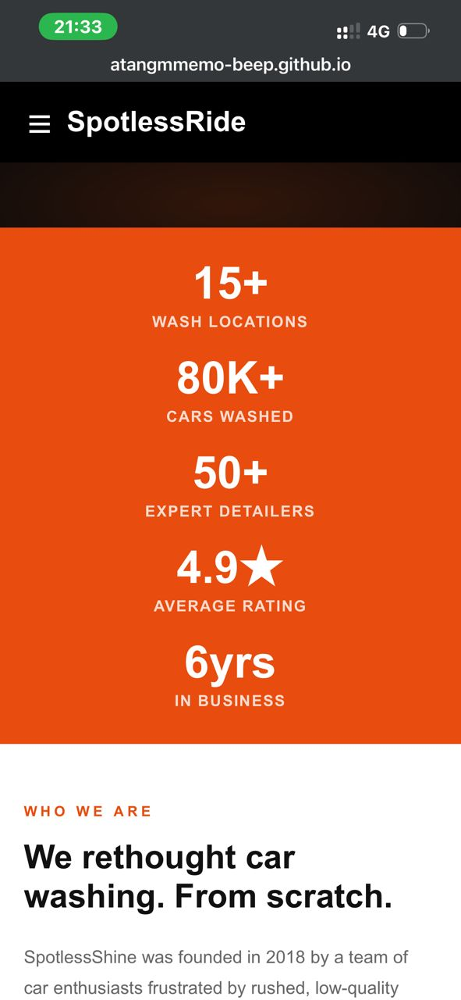 21:33
4G
atangmmemo-beep.github.io
SpotlessRide
15+
WASH LOCATIONS
80K+
CARS WASHED
50+
EXPERT DETAILERS
4.9★
AVERAGE RATING
6yrs
IN BUSINESS
WHO WE ARE
We rethought car
washing. From scratch.
SpotlessShine was founded in 2018 by a team of
car enthusiasts frustrated by rushed, low-quality